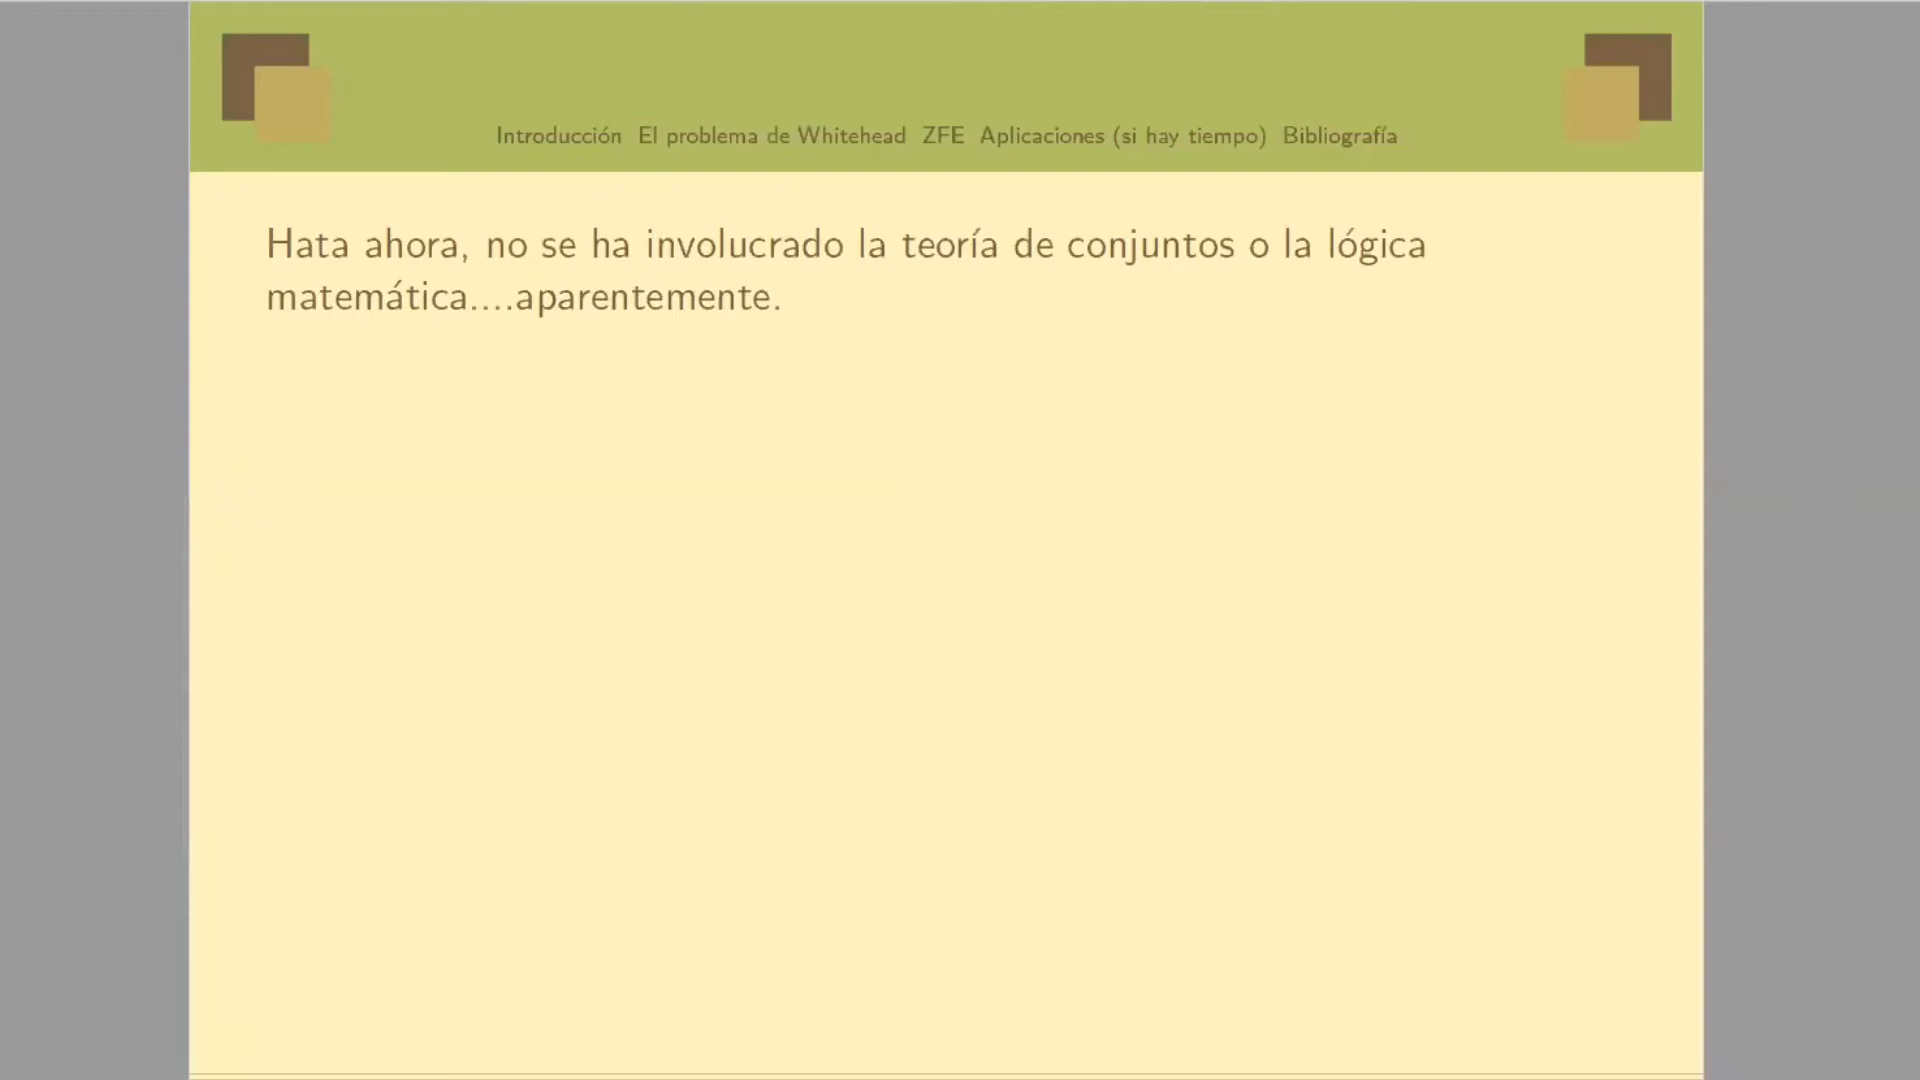 Introducción El problema de Whitehead ZFE Aplicaciones (si hay tiempo) Bibliografía
Hata ahora, no se ha involucrado la teoría de conjuntos o la lógica
matemática....aparentemente.